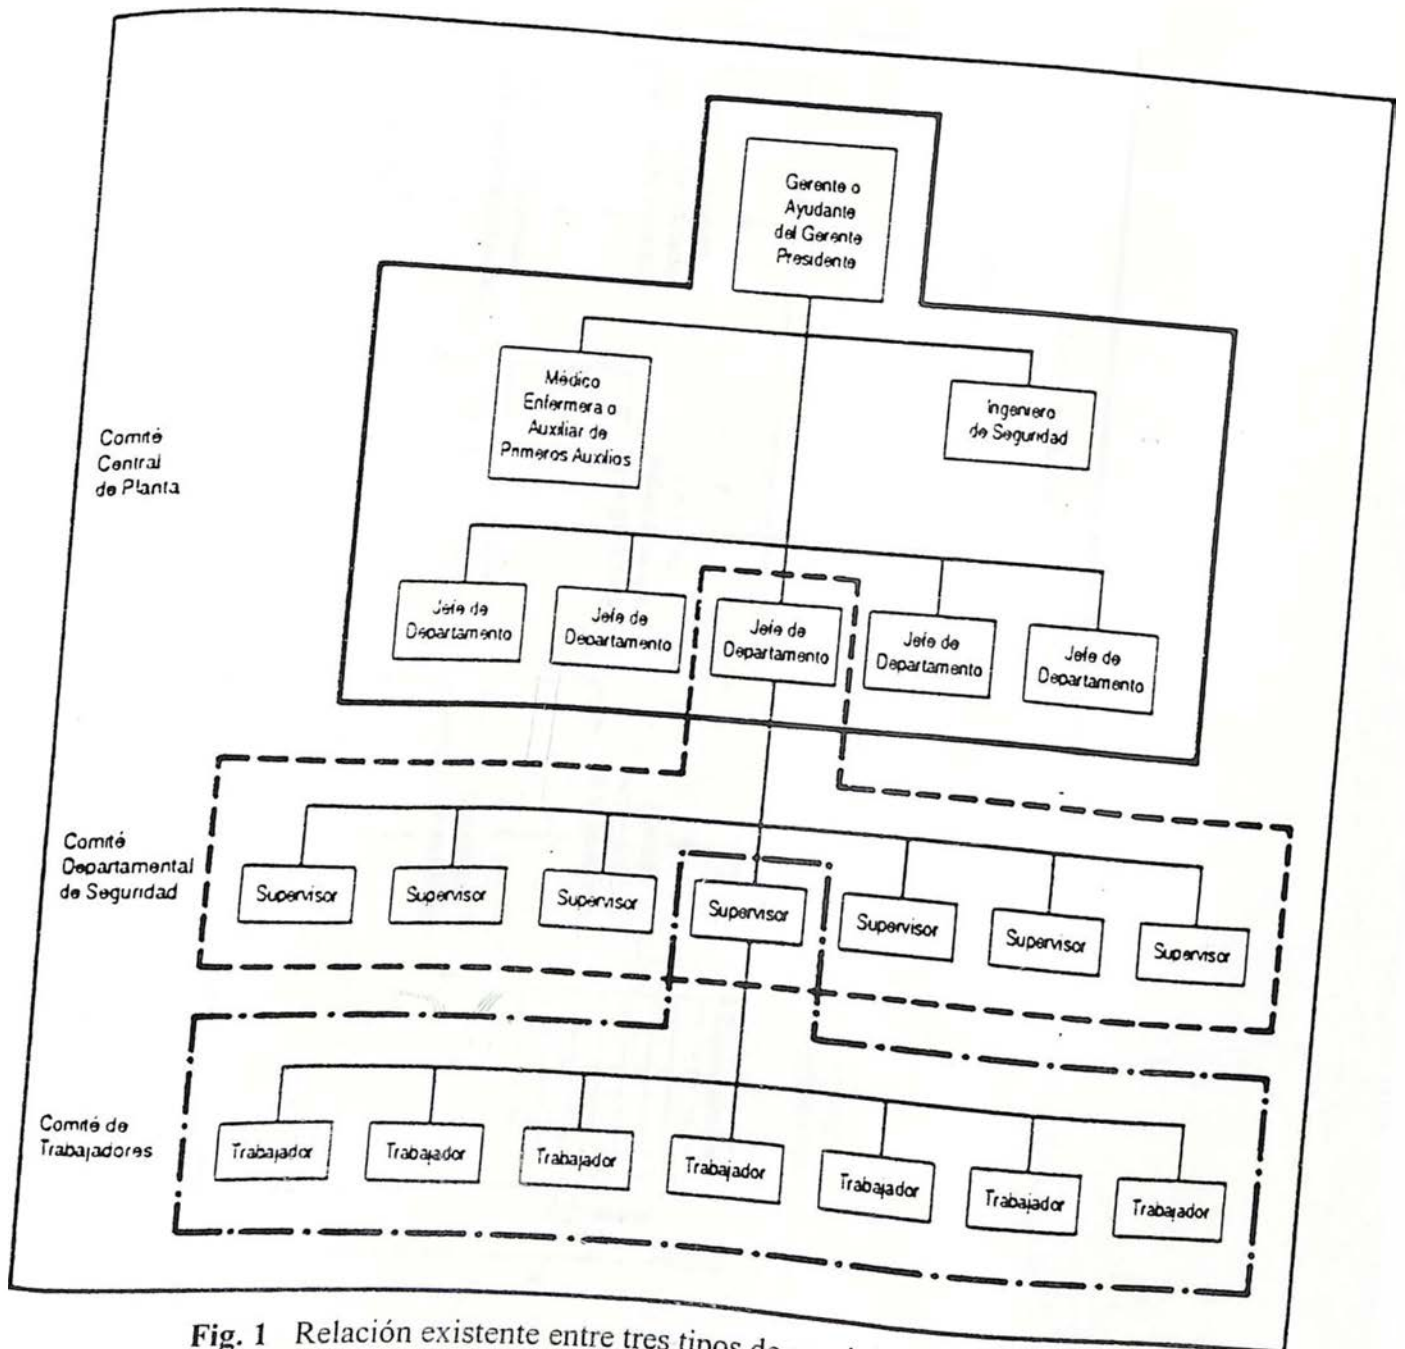 Gerente o
Ayudante
del Gerente
Presidente
Médico
Enfermera o
Auxiliar de
Primeros Auxilios
Ingeniero
de Seguridad
Comité
Central
de Planta
Jefe de
Departamento
Jefe de
Departamento
Jefe de
Departamento
Jefe de
Departamento
Jefe de
Departamento
Comité
Departamental
de Seguridad
Supervisor
Supervisor
Supervisor
Supervisor
Supervisor
Supervisor
Supervisor
Comité de
Trabajadores
Trabajador
Trabajador
Trabajador
Trabajador
Trabajador
Trabajador
Trabajador
Fig. 1 Relación existente entre tres tipos de